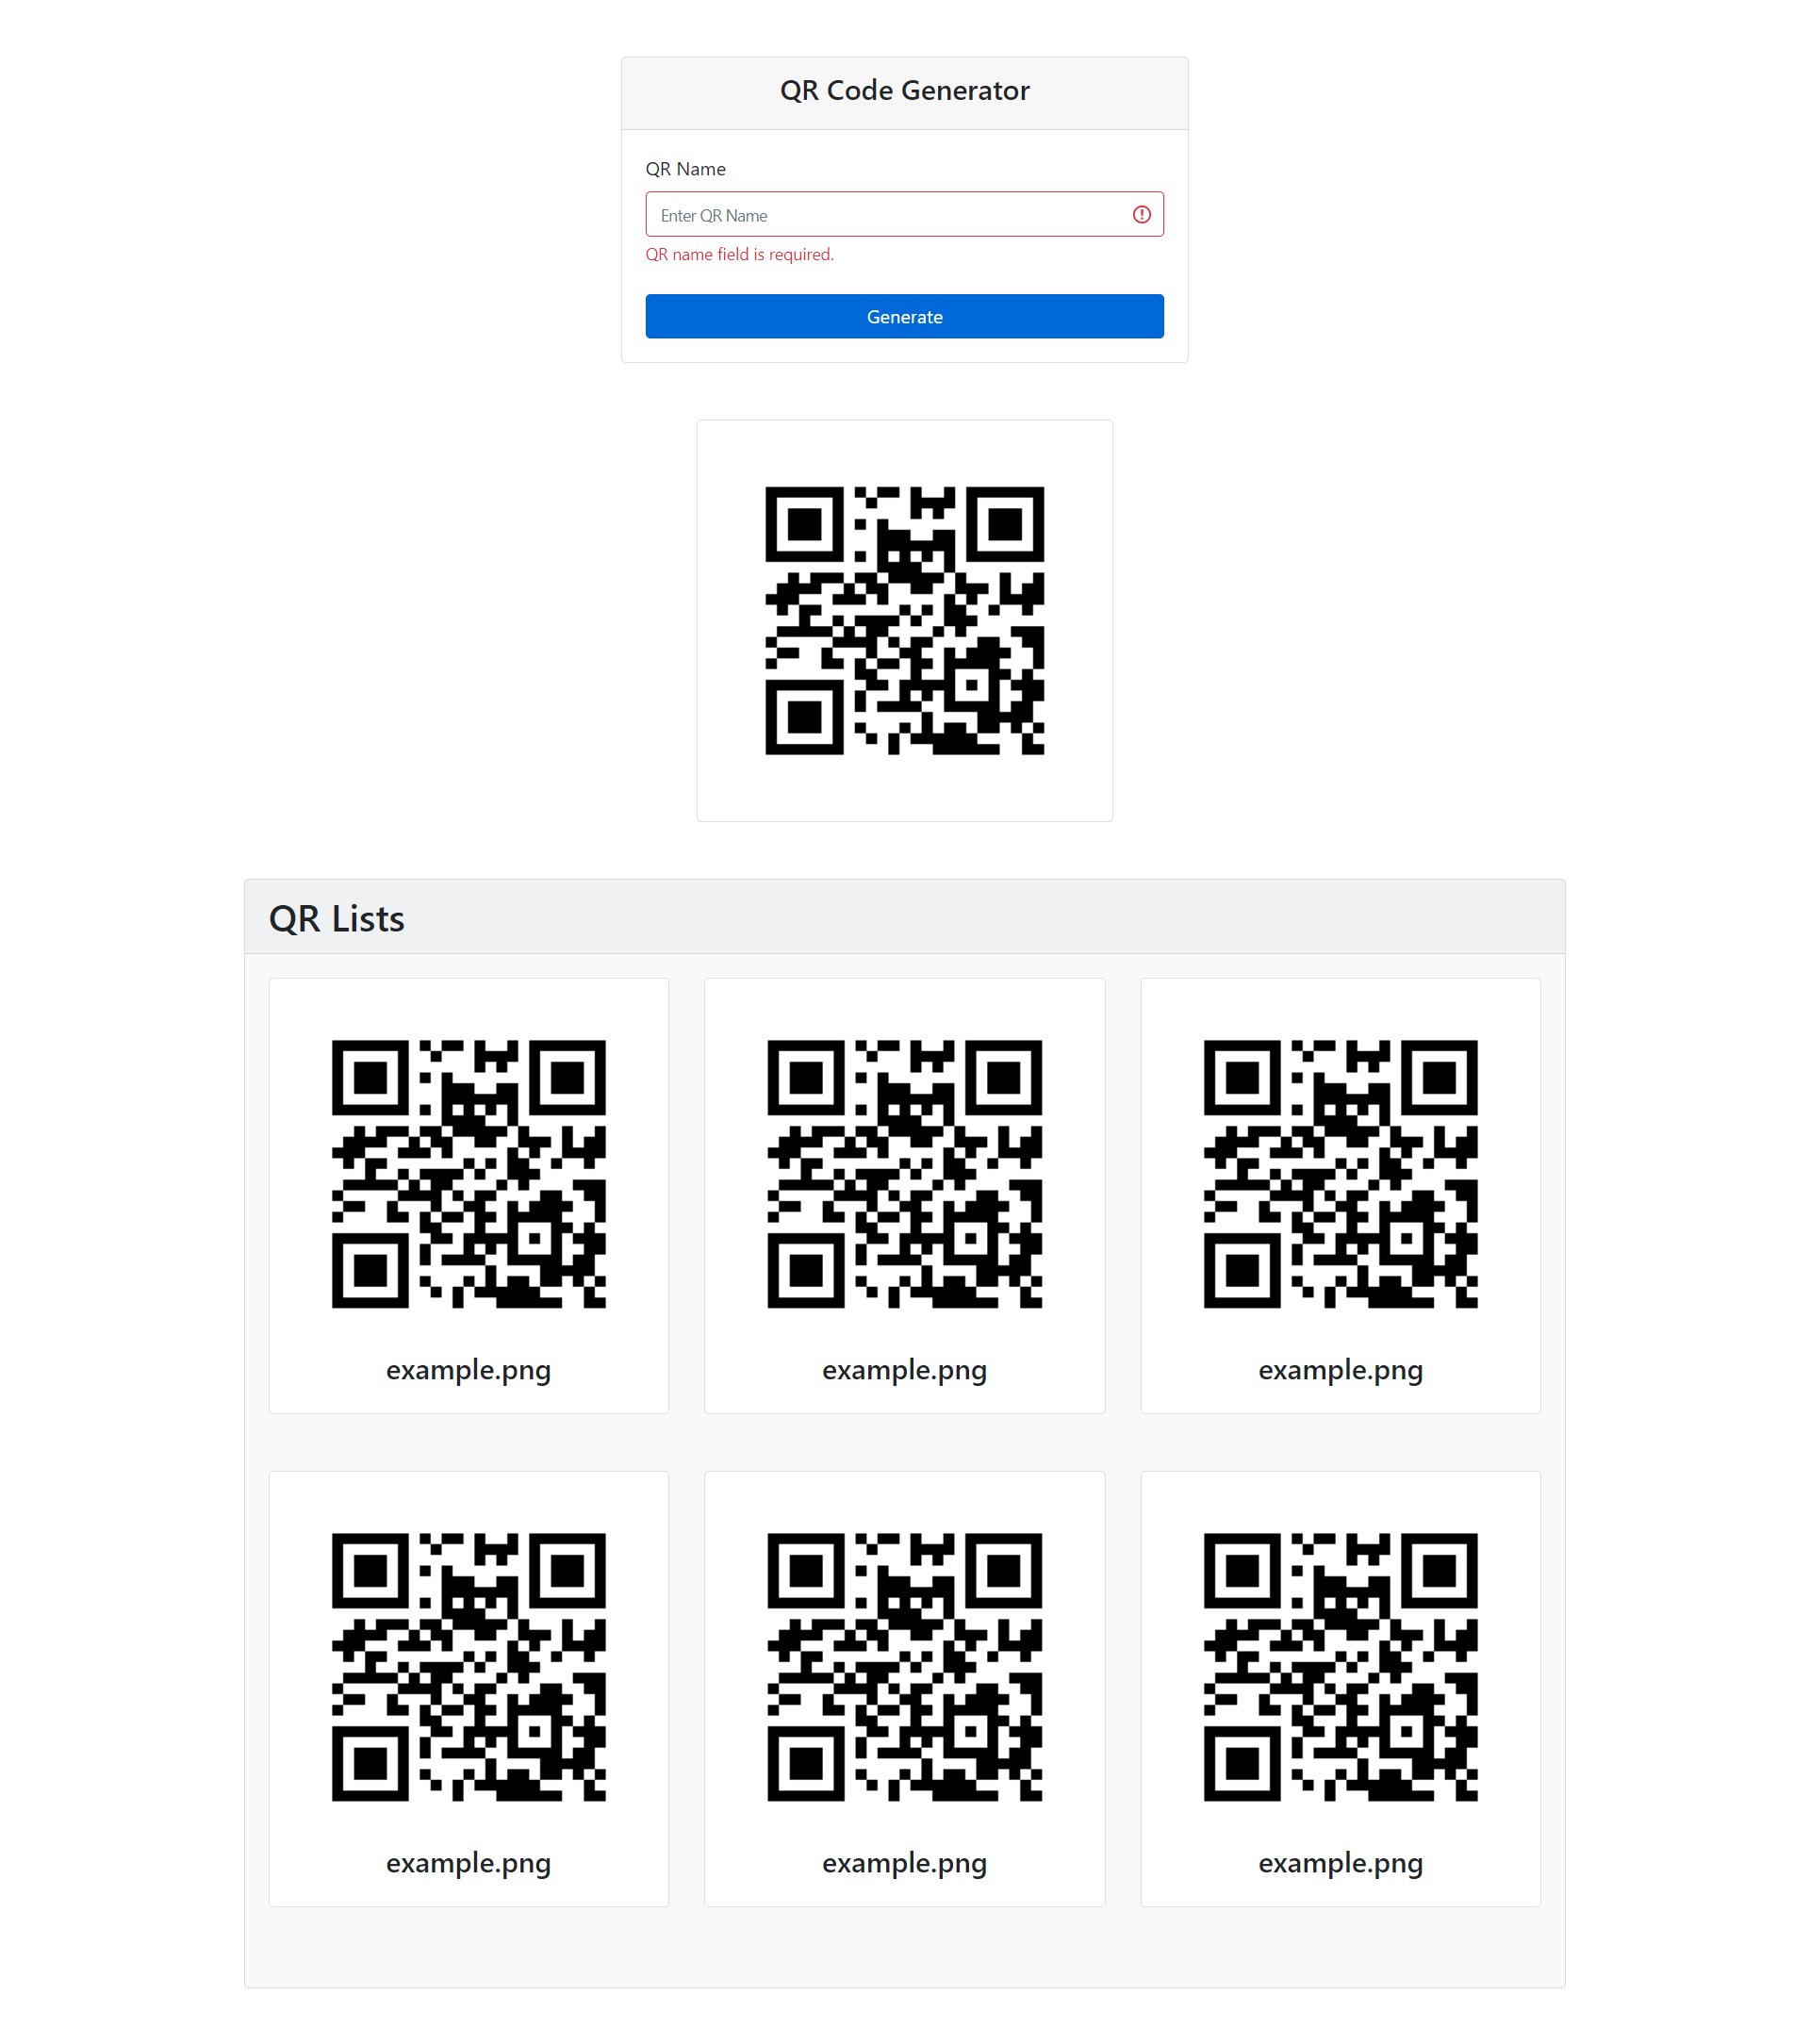 QR Code Generator
QR Name
Enter QR Name
QR name field is required.
Generate
QR Lists
example.png
example.png
example.png
example.png
example.png
example.png